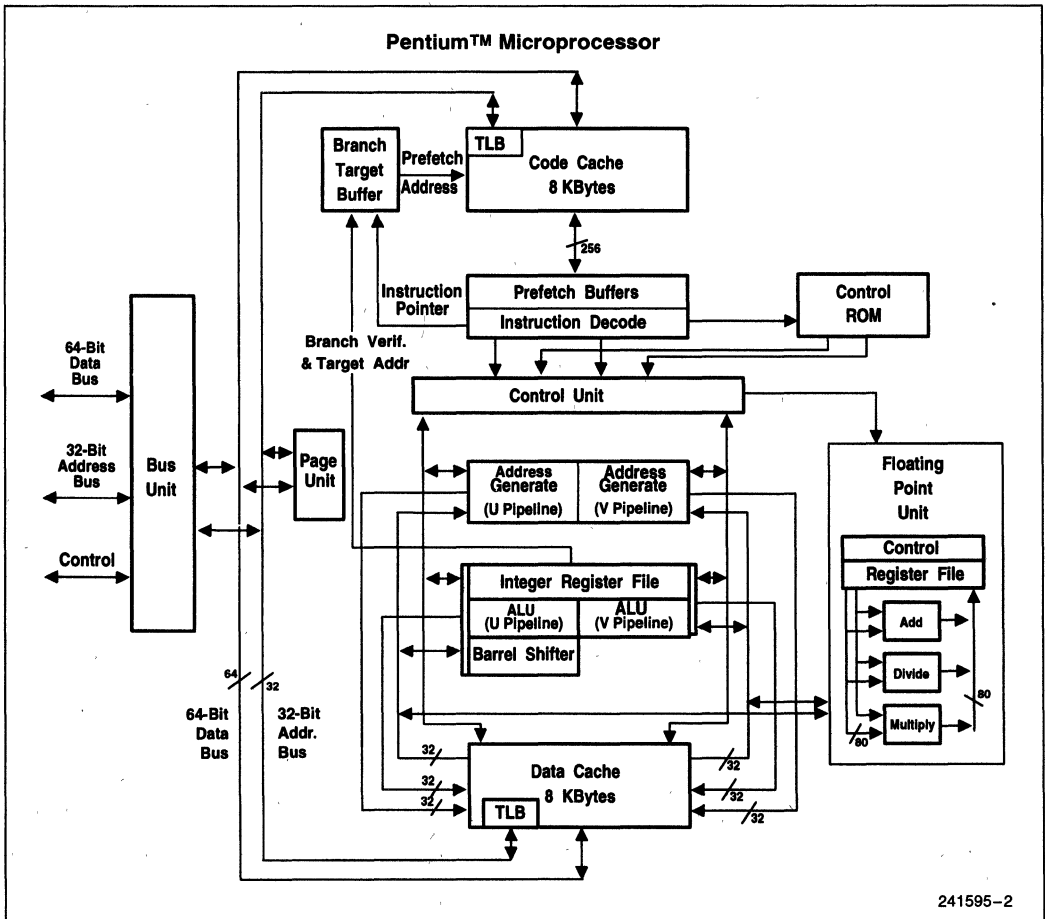 Pentium™ Microprocessor
Branch
Target
Buffer
Prefetch
Address
TLB
Code Cache
8 KBytes
256
Instruction
Pointer
Prefetch Buffers
Instruction Decode
Control
ROM
Branch Verif.
& Target Addr
Control Unit
64-Bit
Data
Bus
32-Bit
Address
Bus
Control
Bus
Unit
Page
Unit
Address
Generate
(U Pipeline)
Address
Generate
(V Pipeline)
Integer Register File
ALU
(U Pipeline)
ALU
(V Pipeline)
Barrel Shifter
Floating
Point
Unit
Control
Register File
Add
Divide
Multiply
80
80
64
32
64-Bit
Data
Bus
32-Bit
Addr.
Bus
32
32
32
Data Cache
8 KBytes
TLB
32
32
32
241595-2